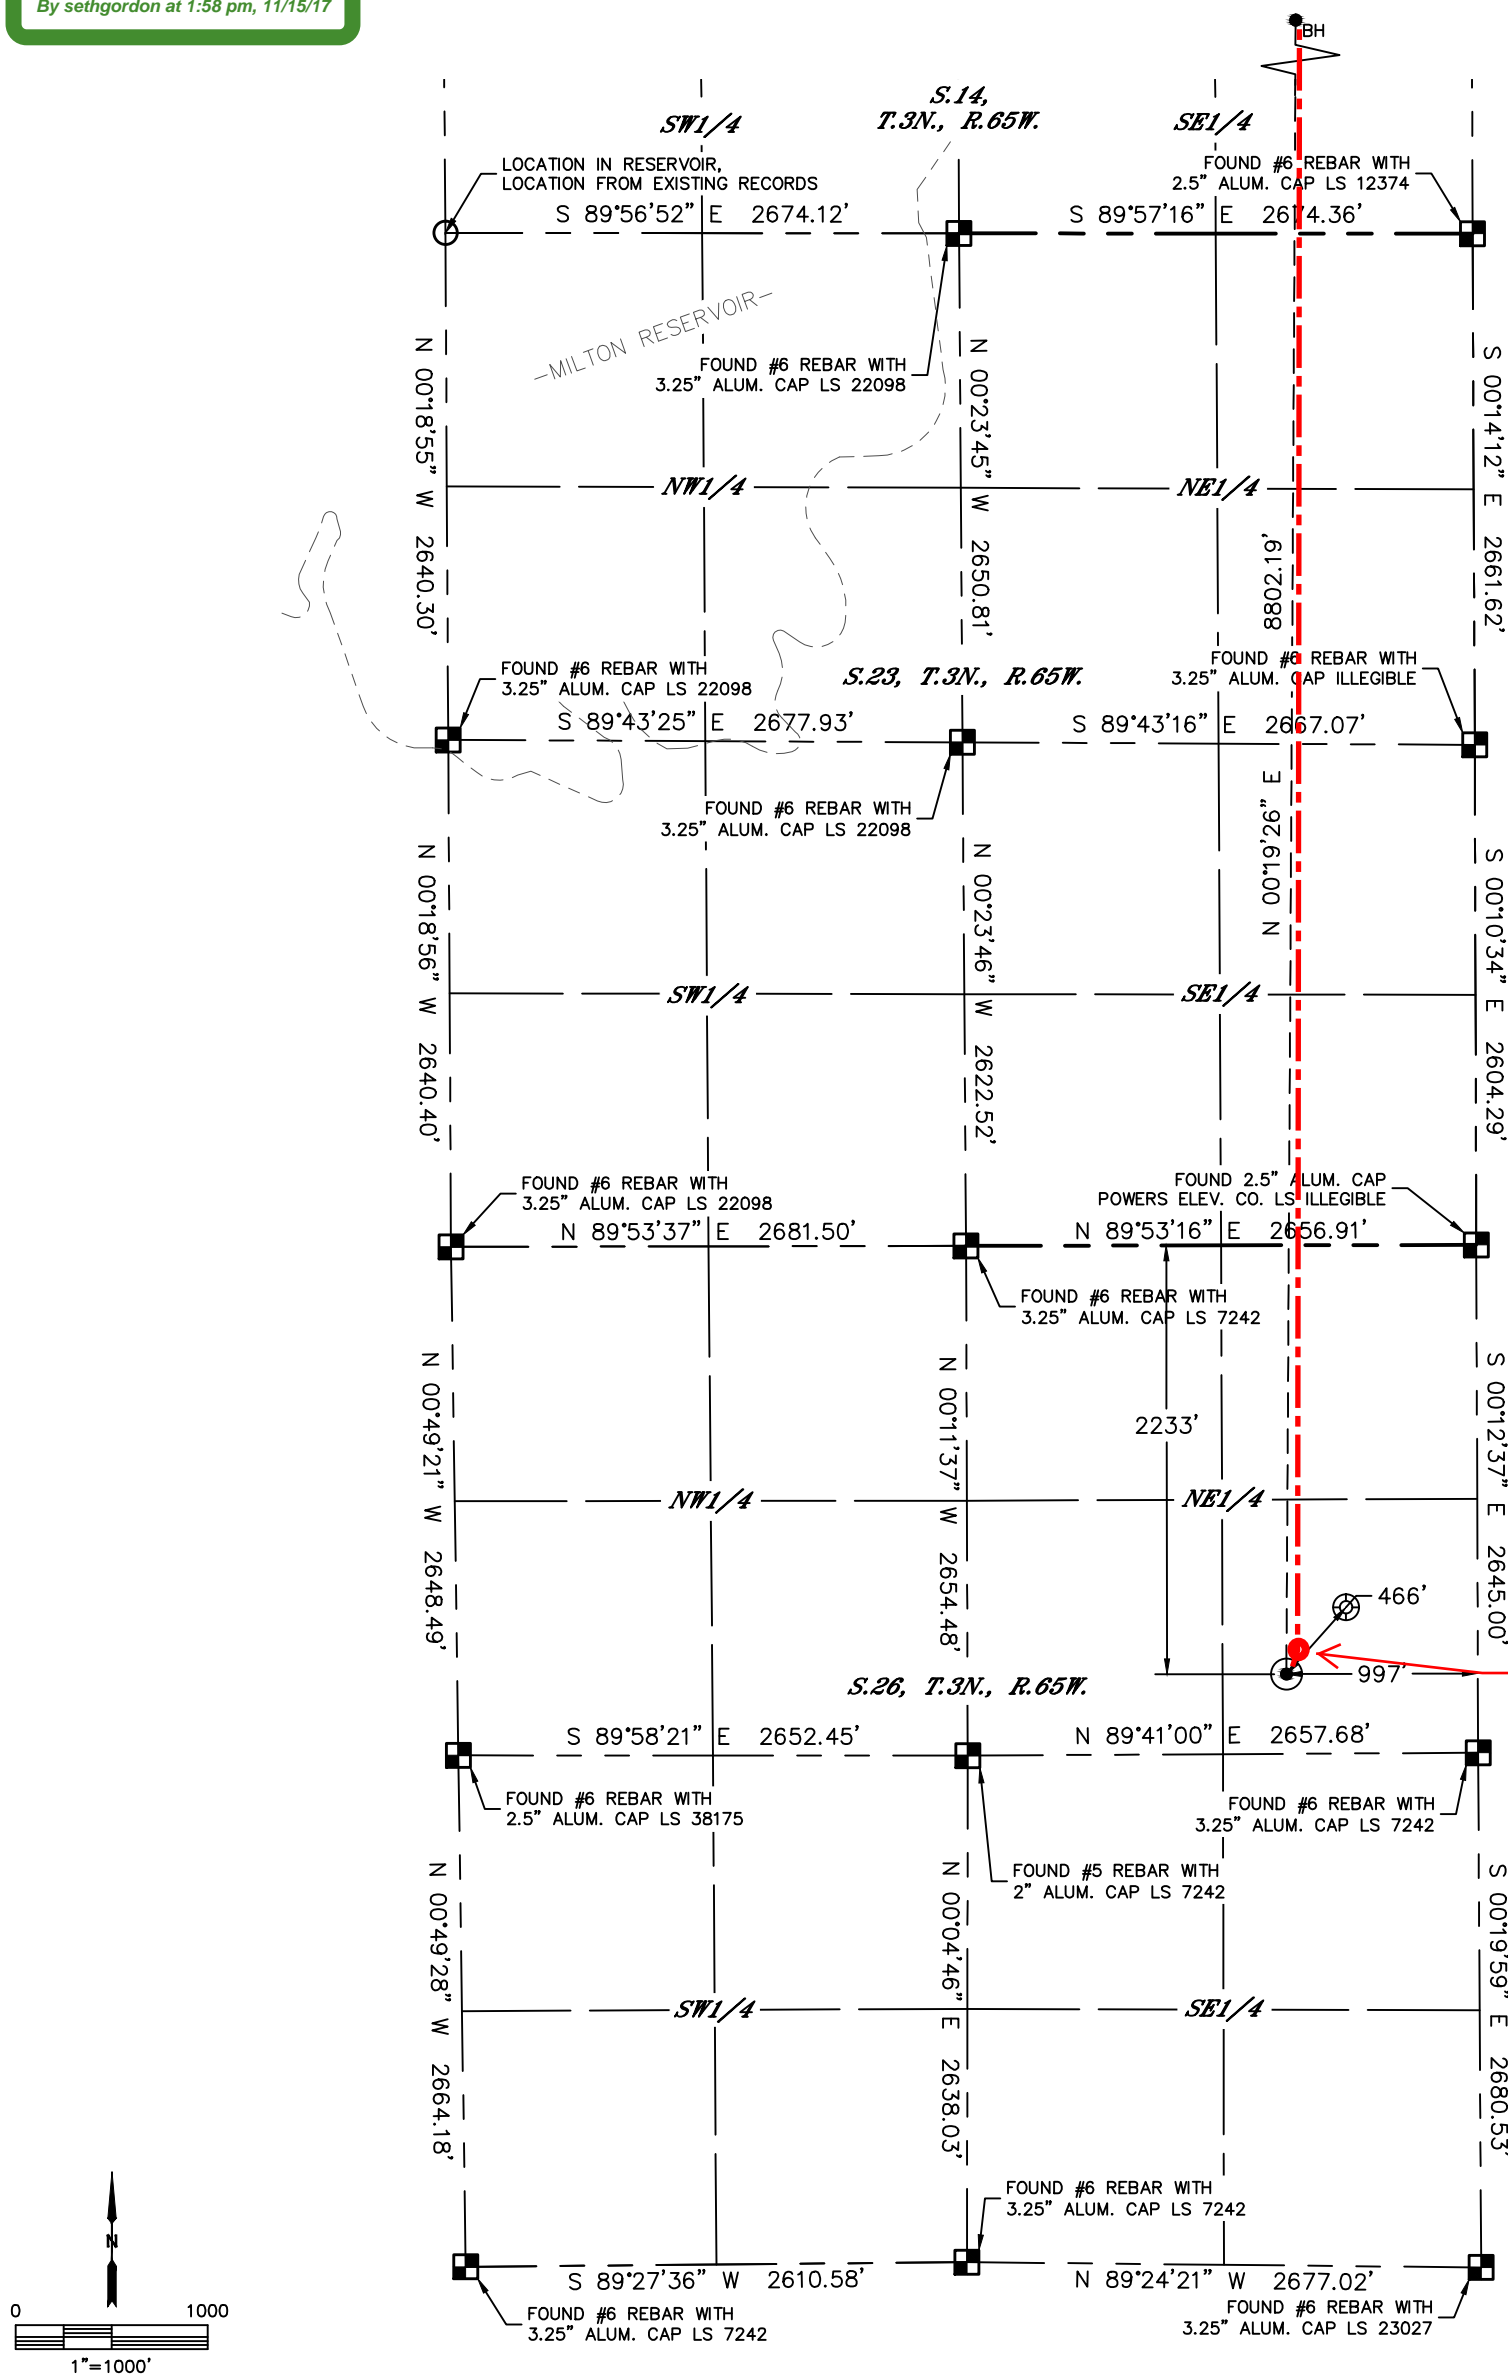 By sethgordon at 1:58 pm, 11/15/17
BH
S.14,
T.3N., R.65W.
SW1/4
SE1/4
LOCATION IN RESERVOIR,
LOCATION FROM EXISTING RECORDS
FOUND #6 REBAR WITH
2.5" ALUM. CAP LS 12374
S 89°56'52" E 2674.12'
S 89°57'16" E 2674.36'
-MILTON RESERVOIR-
FOUND #6 REBAR WITH
3.25" ALUM. CAP LS 22098
N 00°18'55" W 2640.30'
N 00°23'45" W 2650.81'
S 00°14'12" E 2661.62'
NW1/4
NE1/4
8802.19'
FOUND #6 REBAR WITH
3.25" ALUM. CAP LS 22098
S.23, T.3N., R.65W.
FOUND #6 REBAR WITH
3.25" ALUM. CAP ILLEGIBLE
S 89°43'25" E 2677.93'
S 89°43'16" E 2667.07'
FOUND #6 REBAR WITH
3.25" ALUM. CAP LS 22098
N 00°19'26" E
N 00°18'56" W 2640.40'
N 00°23'46" W 2622.52'
S 00°10'34" E 2604.29'
SW1/4
SE1/4
FOUND #6 REBAR WITH
3.25" ALUM. CAP LS 22098
FOUND 2.5" ALUM. CAP
POWERS ELEV. CO. LS ILLEGIBLE
N 89°53'37" E 2681.50'
N 89°53'16" E 2656.91'
FOUND #6 REBAR WITH
3.25" ALUM. CAP LS 7242
N 00°49'21" W 2648.49'
N 00°11'37" W 2654.48'
2233'
S 00°12'37" E 2645.00'
NW1/4
NE1/4
466'
997'
S.26, T.3N., R.65W.
S 89°58'21" E 2652.45'
N 89°41'00" E 2657.68'
FOUND #6 REBAR WITH
2.5" ALUM. CAP LS 38175
FOUND #6 REBAR WITH
3.25" ALUM. CAP LS 7242
FOUND #5 REBAR WITH
2" ALUM. CAP LS 7242
N 00°49'28" W 2664.18'
N 00°04'46" E 2638.03'
S 00°19'59" E 2680.53'
SW1/4
SE1/4
FOUND #6 REBAR WITH
3.25" ALUM. CAP LS 7242
N
S 89°27'36" W 2610.58'
N 89°24'21" W 2677.02'
FOUND #6 REBAR WITH
3.25" ALUM. CAP LS 7242
FOUND #6 REBAR WITH
3.25" ALUM. CAP LS 23027
0 1000
1"=1000'